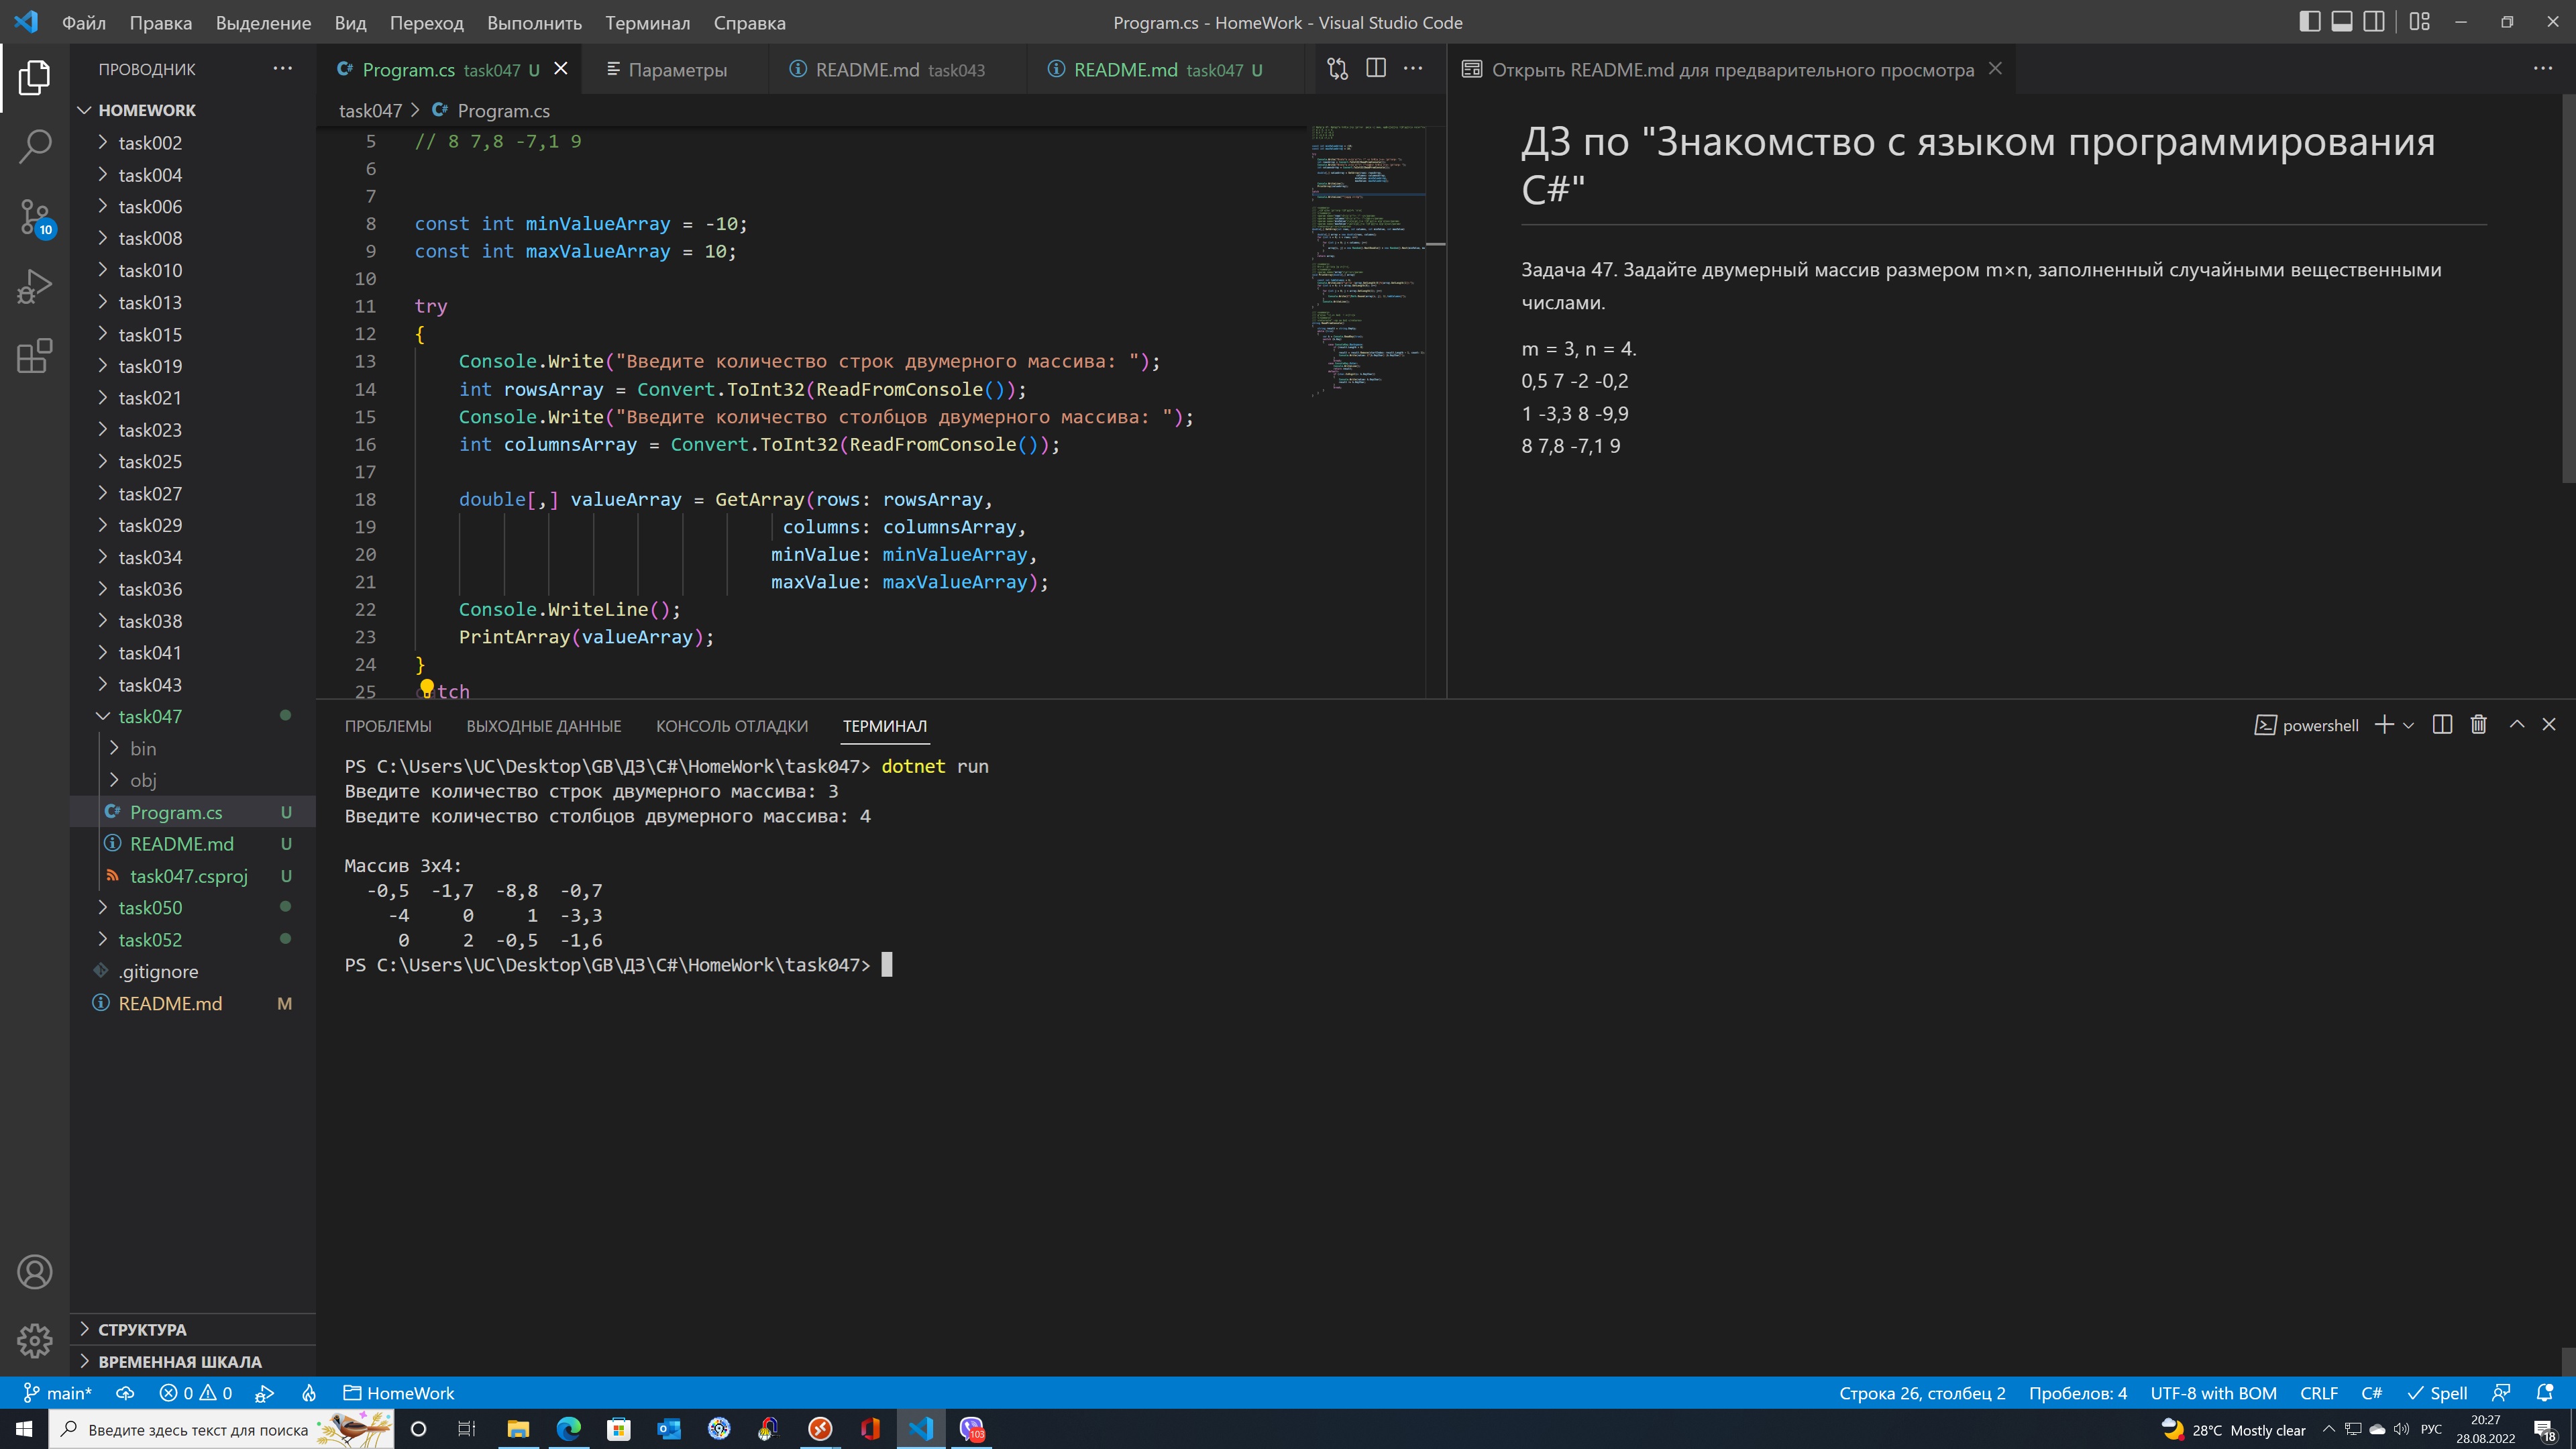 Файл Правка Выделение Вид Переход Выполнить Терминал Справка
Program.cs - HomeWork - Visual Studio Code
ПРОВОДНИК
HOMEWORK
task002
task004
task006
task008
task010
task013
task015
task019
task021
task023
task025
task027
task029
task034
task036
task038
task041
task043
task047
bin
obj
Program.cs U
README.md U
task047.csproj U
task050
task052
.gitignore
README.md M
СТРУКТУРА
ВРЕМЕННАЯ ШКАЛА
10
Program.cs task047 U
Параметры
README.md task043
README.md task047 U
task047 > Program.cs
5 // 8 7,8 -7,1 9
6
7
8 const int minValueArray = -10;
9 const int maxValueArray = 10;
10
11 try
12 {
13 Console.Write("Введите количество строк двумерного массива: ");
14 int rowsArray = Convert.ToInt32(ReadFromConsole());
15 Console.Write("Введите количество столбцов двумерного массива: ");
16 int columnsArray = Convert.ToInt32(ReadFromConsole());
17
18 double[,] valueArray = GetArray(rows: rowsArray,
19 columns: columnsArray,
20 minValue: minValueArray,
21 maxValue: maxValueArray);
22 Console.WriteLine();
23 PrintArray(valueArray);
24 }
25 tch
Открыть README.md для предварительного просмотра
ДЗ по "Знакомство с языком программирования
C#"
Задача 47. Задайте двумерный массив размером m×n, заполненный случайными вещественными
числами.
m = 3, n = 4.
0,5 7 -2 -0,2
1 -3,3 8 -9,9
8 7,8 -7,1 9
ПРОБЛЕМЫ ВЫХОДНЫЕ ДАННЫЕ КОНСОЛЬ ОТЛАДКИ ТЕРМИНАЛ
powershell
PS C:\Users\UC\Desktop\GB\ДЗ\C#\HomeWork\task047> dotnet run
Введите количество строк двумерного массива: 3
Введите количество столбцов двумерного массива: 4
Массив 3x4:
-0,5 -1,7 -8,8 -0,7
-4 0 1 -3,3
0 2 -0,5 -1,6
PS C:\Users\UC\Desktop\GB\ДЗ\C#\HomeWork\task047>
main* 0 0 HomeWork
Строка 26, столбец 2 Пробелов: 4 UTF-8 with BOM CRLF C# Spell
Введите здесь текст для поиска
103
28°C Mostly clear
РУС
20:27
28.08.2022
18